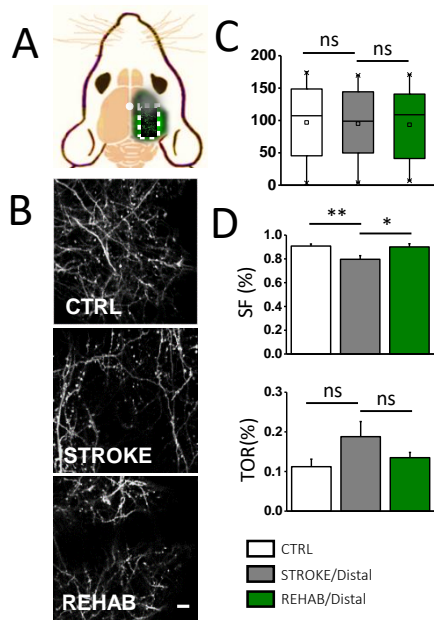 A
B
CTRL
STROKE
REHAB
C
ns ns
200
150
100
50
0
D
** *
SF (%)
1.0
0.8
0.6
0.4
0.2
0.0
ns ns
TOR(%)
0.3
0.2
0.1
0.0
CTRL
STROKE/Distal
REHAB/Distal